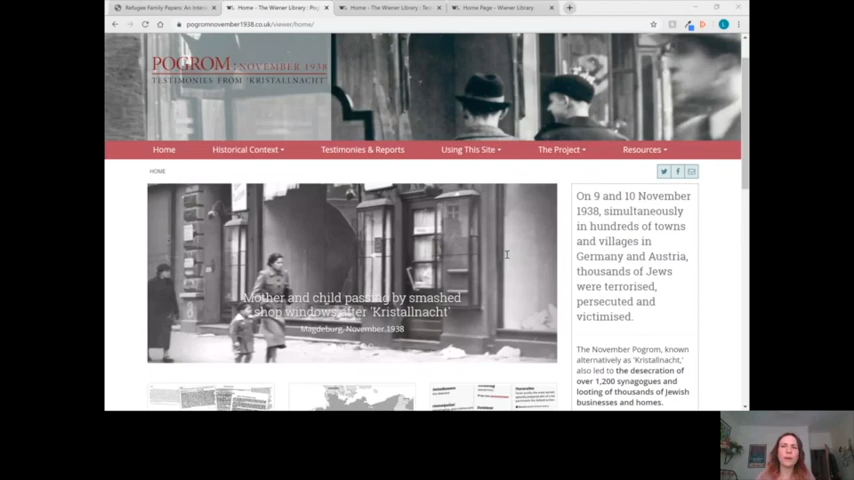 Refugee Family Papers: An Inter
Home - The Wiener Library : Pog
Home - The Wiener Library : Tes
Home Page - Wiener Library
pogromnovember1938.co.uk/viewer/home/
POGROM: NOVEMBER 1938
TESTIMONIES FROM 'KRISTALLNACHT'
Home
Historical Context
Testimonies & Reports
Using This Site
The Project
Resources
HOME
Mother and child passing by smashed
shop windows after 'Kristallnacht'
Magdeburg, November 1938
On 9 and 10 November
1938, simultaneously
in hundreds of towns
and villages in
Germany and Austria,
thousands of Jews
were terrorised,
persecuted and
victimised.
The November Pogrom, known
alternatively as 'Kristallnacht,'
also led to the desecration of
over 1,200 synagogues and
looting of thousands of Jewish
businesses and homes.